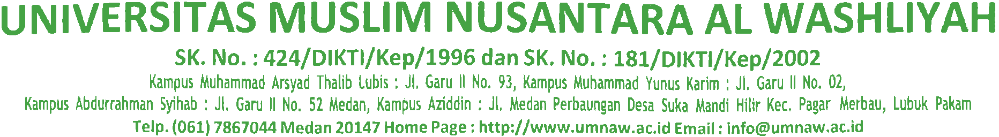 UNIVERSITAS MUSLIM NUSANTARA AL WASHLIYAH
SK. No. : 424/DIKTI/Kep/1996 dan SK. No. : 181/DIKTI/Kep/2002
Kampus Muhammad Arsyad Thalib Lubis : Jl. Garu II No. 93, Kampus Muhammad Yunus Karim : Jl. Garu II No. 02,
Kampus Abdurrahman Syihab : Jl. Garu II No. 52 Medan, Kampus Aziddin : Jl. Medan Perbaungan Desa Suka Mandi Hilir Kec. Pagar Merbau, Lubuk Pakam
Telp. (061) 7867044 Medan 20147 Home Page : http://www.umnaw.ac.id Email : info@umnaw.ac.id